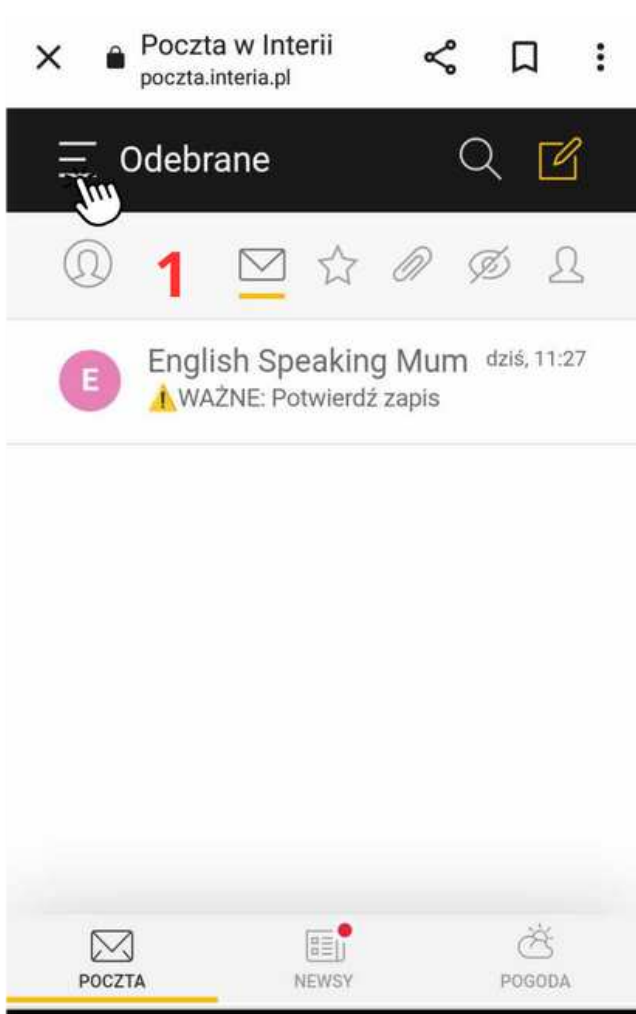 Poczta w Interii
poczta.interia.pl
Odebrane
1
E
English Speaking Mum dziś, 11:27
⚠️WAŻNE: Potwierdź zapis
POCZTA NEWSY POGODA